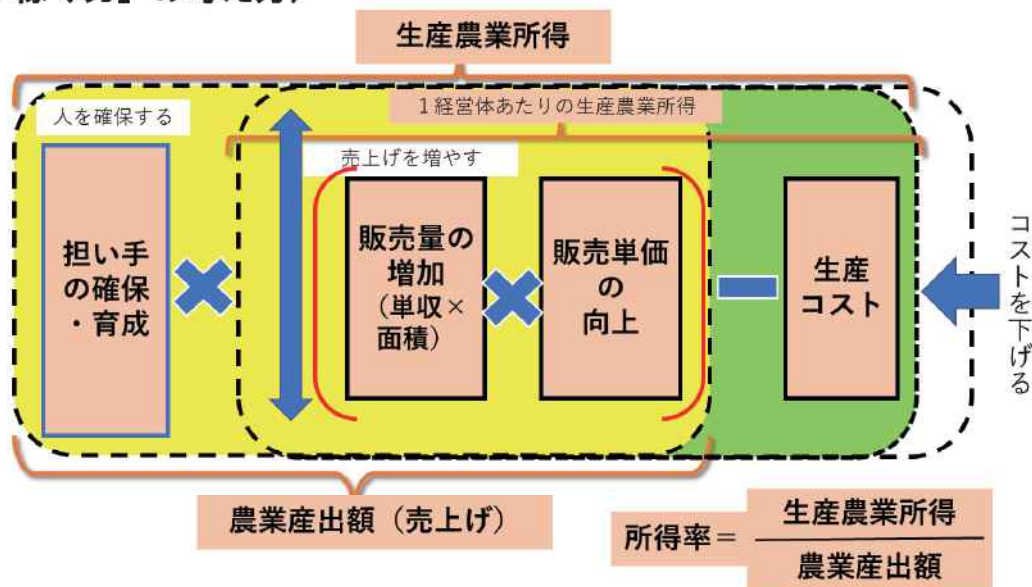 生産農業所得
人を確保する
1経営体あたりの生産農業所得
売上げを増やす
担い手
の確保
・育成
販売量の
増加
（単収×
面積）
販売単価
の
向上
生産
コスト
コストを下げる
農業産出額（売上げ）
所得率＝
生産農業所得
農業産出額